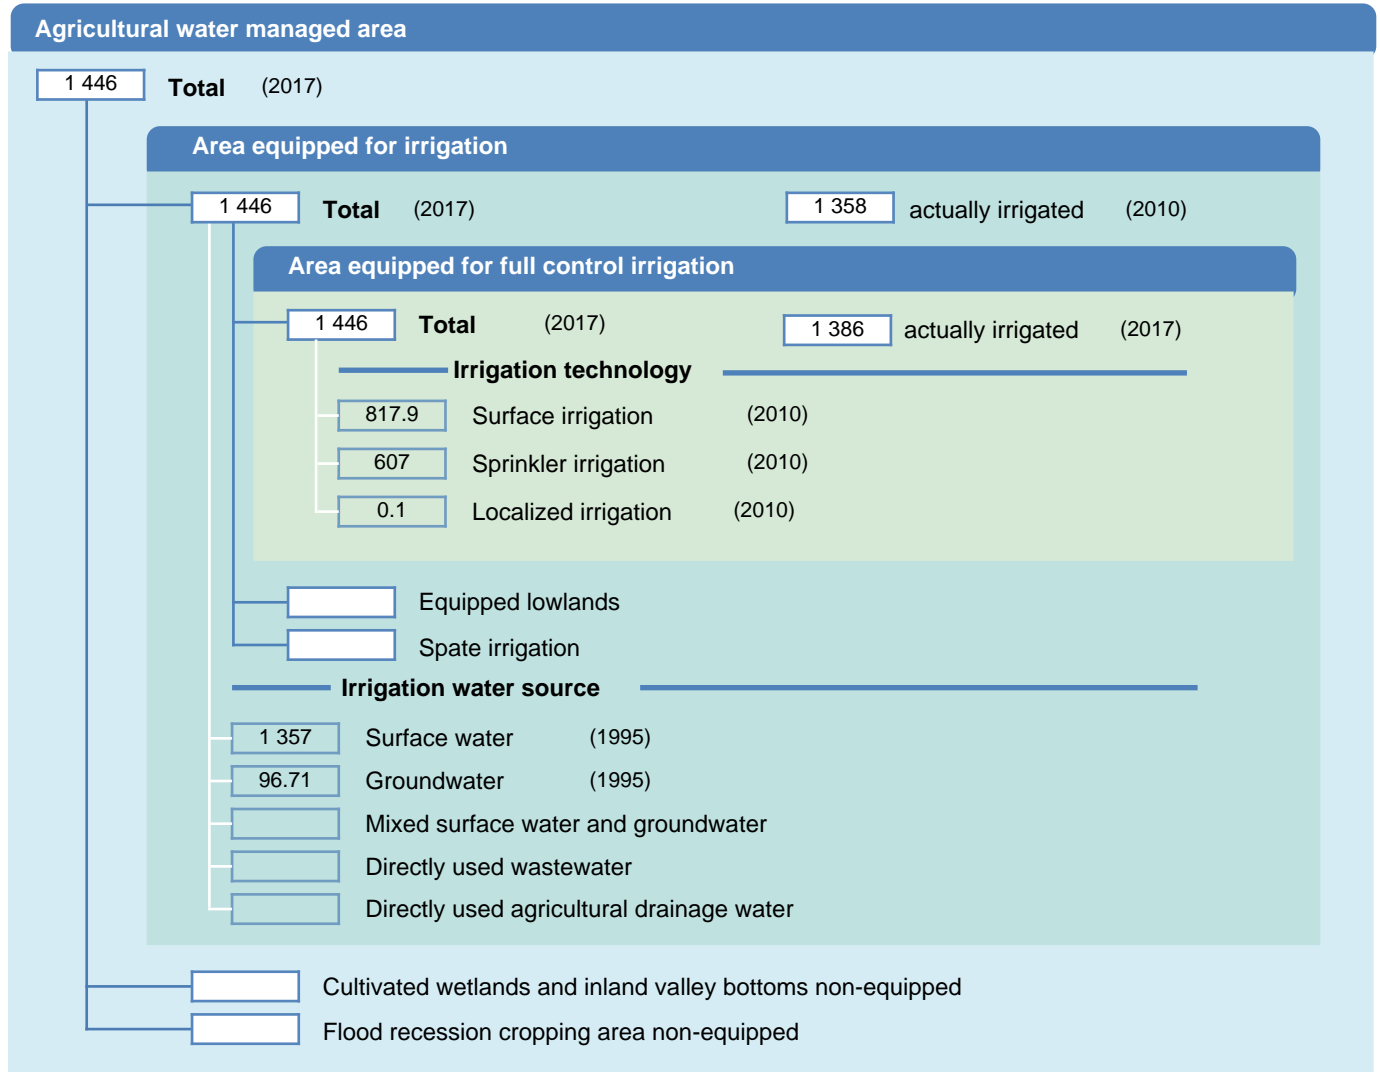 Agricultural water managed area
1 446 Total (2017)
Area equipped for irrigation
1 446 Total (2017) 1 358 actually irrigated (2010)
Area equipped for full control irrigation
1 446 Total (2017) 1 386 actually irrigated (2017)
Irrigation technology
817.9 Surface irrigation (2010)
607 Sprinkler irrigation (2010)
0.1 Localized irrigation (2010)
Equipped lowlands
Spate irrigation
Irrigation water source
1 357 Surface water (1995)
96.71 Groundwater (1995)
Mixed surface water and groundwater
Directly used wastewater
Directly used agricultural drainage water
Cultivated wetlands and inland valley bottoms non-equipped
Flood recession cropping area non-equipped